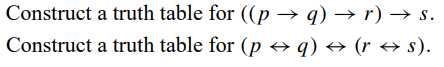 Construct a truth table for ((p → q) → r) → s.
Construct a truth table for (p ↔ q) ↔ (r ↔ s).